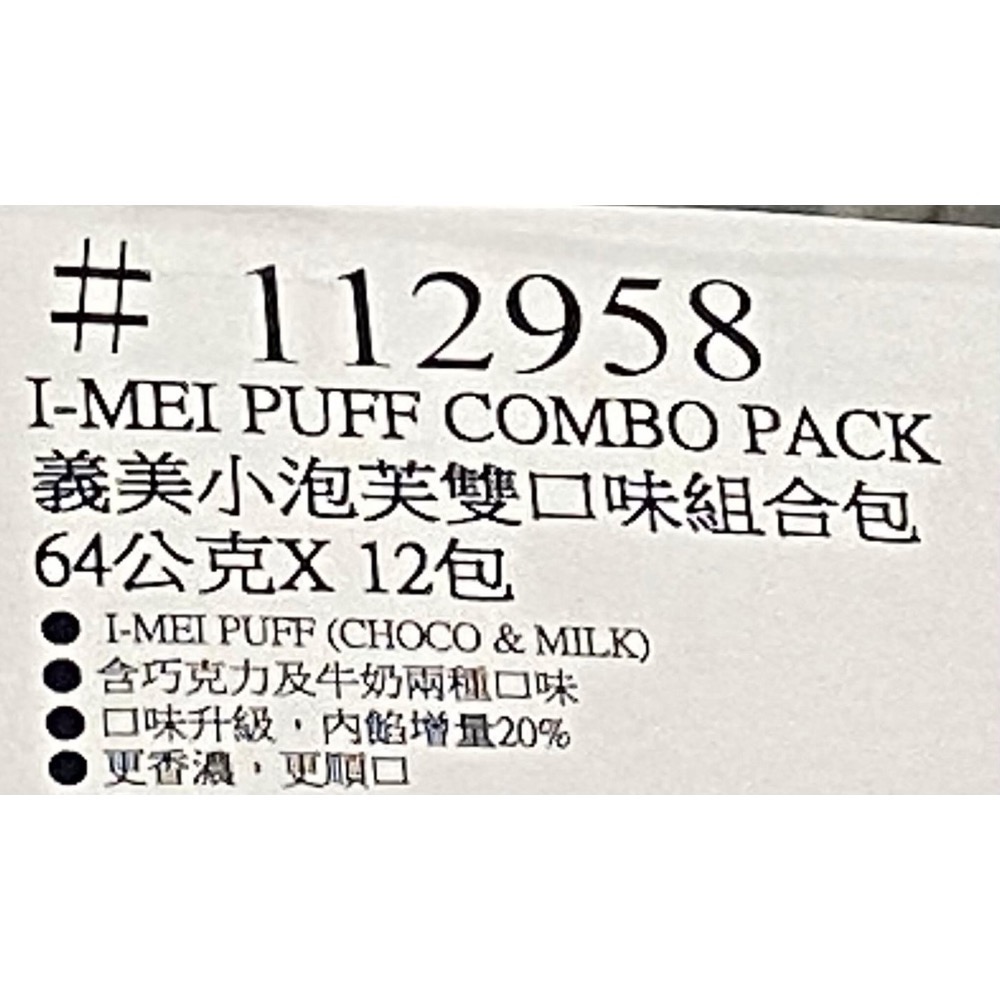 # 112958
I-MEI PUFF COMBO PACK
義美小泡芙雙口味組合包
64公克X 12包
● I-MEI PUFF (CHOCO & MILK)
● 含巧克力及牛奶兩種口味
● 口味升級，內餡增量20%
● 更香濃，更順口